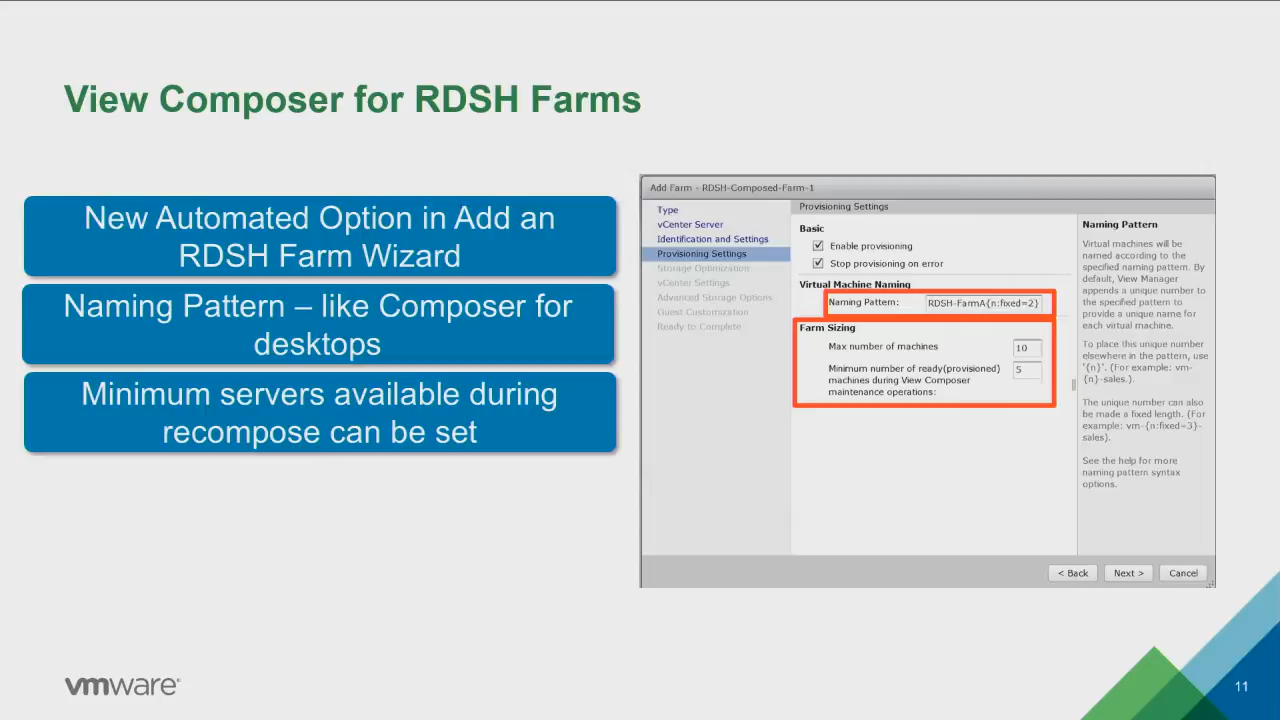 View Composer for RDSH Farms
New Automated Option in Add an
RDSH Farm Wizard
Naming Pattern – like Composer for
desktops
Minimum servers available during
recompose can be set
Add Farm - RDSH-Composed-Farm-1
Type
vCenter Server
Identification and Settings
Provisioning Settings
Storage Optimization
vCenter Settings
Advanced Storage Options
Guest Customization
Ready to Complete
Provisioning Settings
Basic
Enable provisioning
Stop provisioning on error
Virtual Machine Naming
Naming Pattern: RDSH-FarmA{n:fixed=2}
Farm Sizing
Max number of machines 10
Minimum number of ready(provisioned) 5
machines during View Composer
maintenance operations:
Naming Pattern
Virtual machines will be
named according to the
specified naming pattern. By
default, View Manager
appends a unique number to
the specified pattern to
provide a unique name for
each virtual machine.
To place this unique number
elsewhere in the pattern, use
'{n}'. (For example: vm-
{n}-sales.).
The unique number can also
be made a fixed length. (For
example: vm-{n:fixed=3}-
sales).
See the help for more
naming pattern syntax
options.
< Back
Next >
Cancel
vmware
11